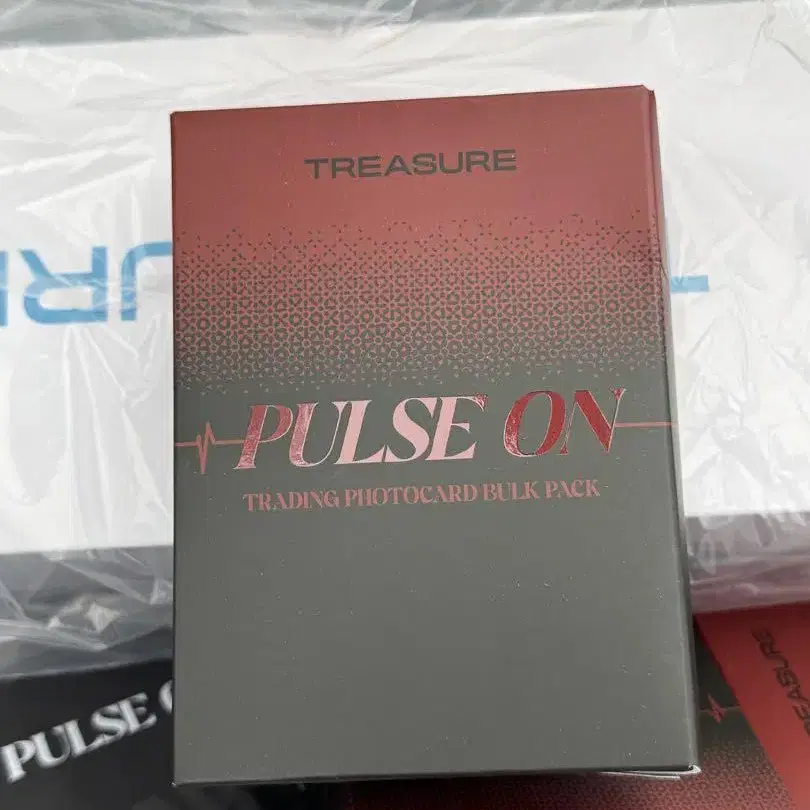 TREASURE
PULSE ON
TRADING PHOTOCARD BULK PACK
PULSE
TREASURE